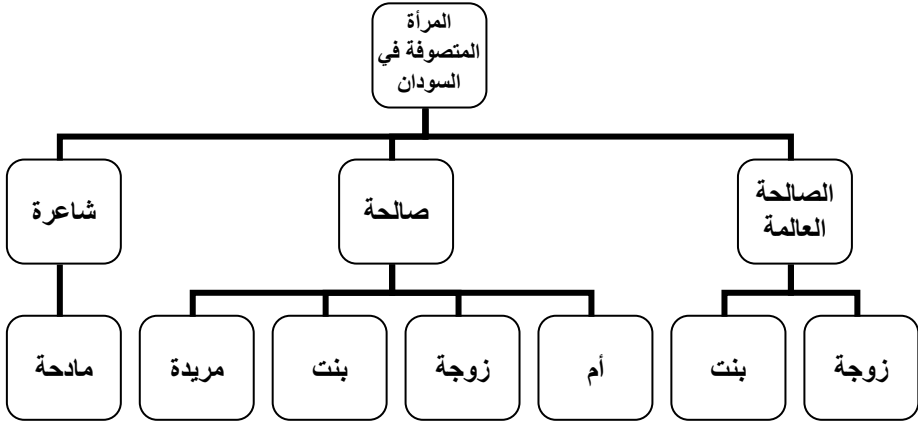 المرأة
المتصوفة في
السودان
الصالحة
العالمة
صالحة
شاعرة
زوجة
بنت
أم
زوجة
بنت
مريدة
مادحة